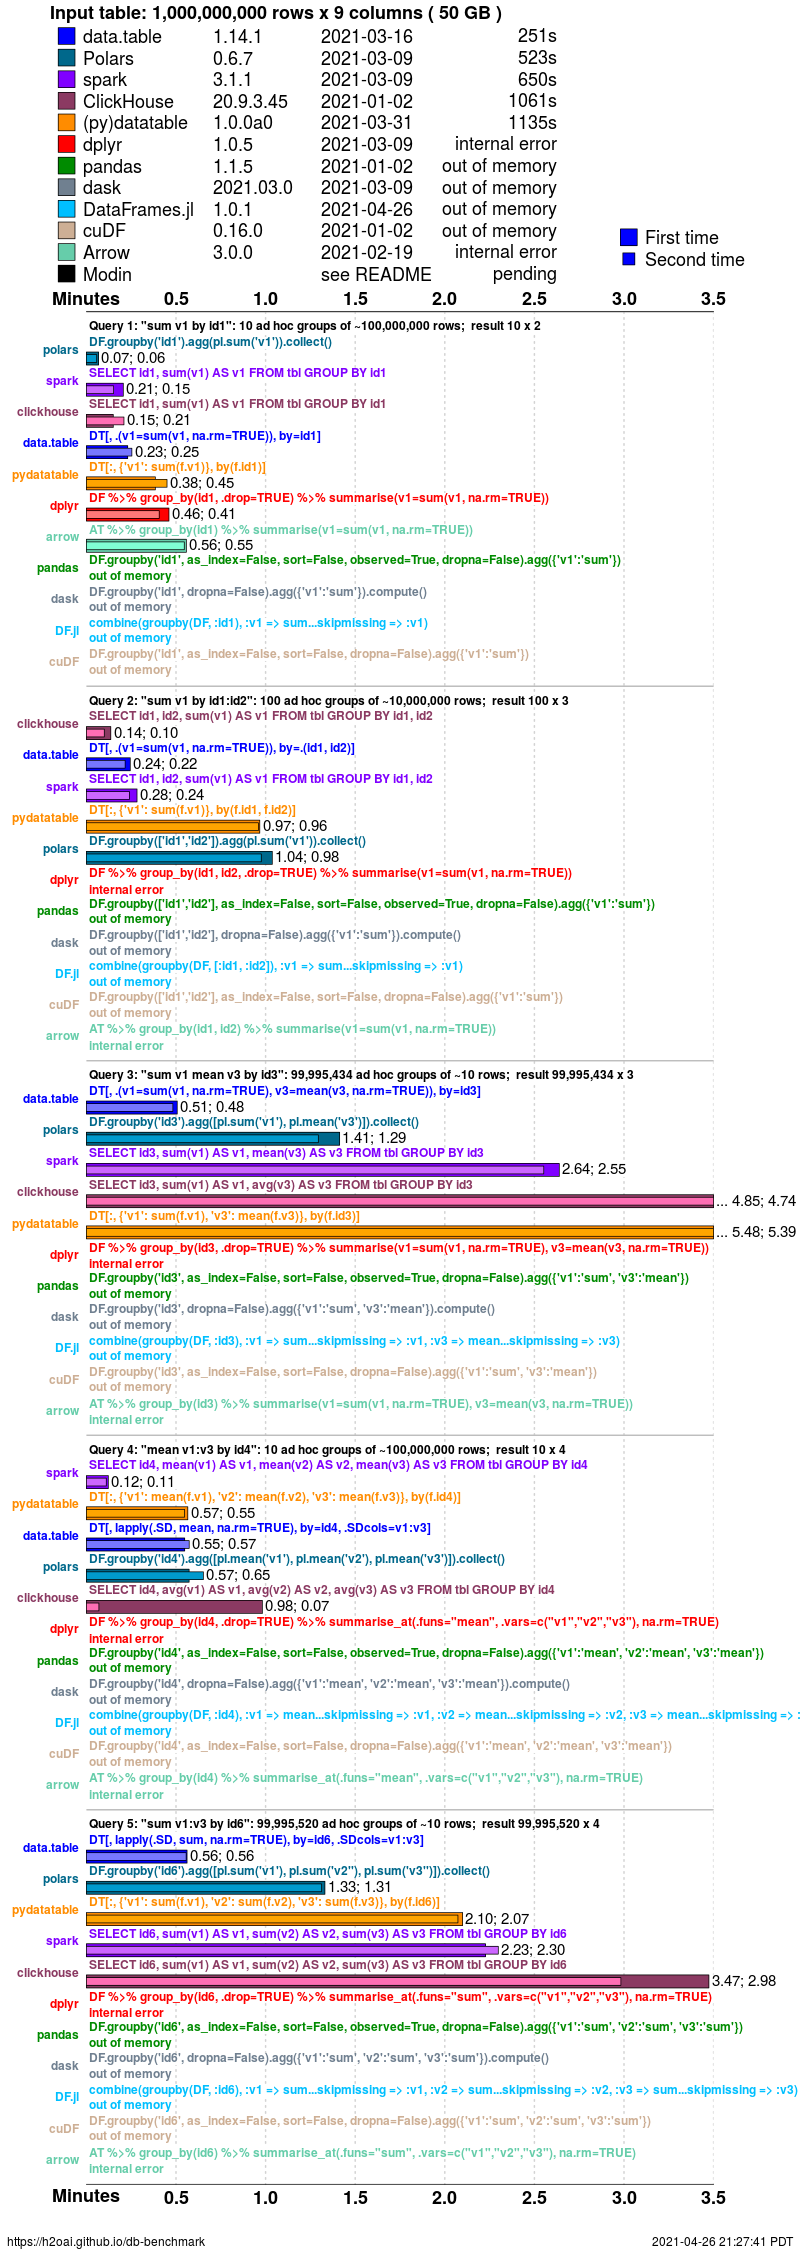 Input table: 1,000,000,000 rows x 9 columns ( 50 GB )
data.table 1.14.1 2021-03-16 251s
Polars 0.6.7 2021-03-09 523s
spark 3.1.1 2021-03-09 650s
ClickHouse 20.9.3.45 2021-01-02 1061s
(py)datatable 1.0.0a0 2021-03-31 1135s
dplyr 1.0.5 2021-03-09 internal error
pandas 1.1.5 2021-01-02 out of memory
dask 2021.03.0 2021-03-09 out of memory
DataFrames.jl 1.0.1 2021-04-26 out of memory
cuDF 0.16.0 2021-01-02 out of memory
First time
Arrow 3.0.0 2021-02-19 internal error
Second time
Modin see README pending
Minutes 0.5 1.0 1.5 2.0 2.5 3.0 3.5
Query 1: "sum v1 by id1": 10 ad hoc groups of ~100,000,000 rows; result 10 x 2
DF.groupby('id1').agg(pl.sum('v1')).collect()
polars 0.07; 0.06
SELECT id1, sum(v1) AS v1 FROM tbl GROUP BY id1
spark 0.21; 0.15
SELECT id1, sum(v1) AS v1 FROM tbl GROUP BY id1
clickhouse 0.15; 0.21
DT[, .(v1=sum(v1, na.rm=TRUE)), by=id1]
data.table 0.23; 0.25
DT[:, {'v1': sum(f.v1)}, by(f.id1)]
pydatatable 0.38; 0.45
DF %>% group_by(id1, .drop=TRUE) %>% summarise(v1=sum(v1, na.rm=TRUE))
dplyr 0.46; 0.41
AT %>% group_by(id1) %>% summarise(v1=sum(v1, na.rm=TRUE))
arrow 0.56; 0.55
DF.groupby('id1', as_index=False, sort=False, observed=True, dropna=False).agg({'v1':'sum'})
pandas out of memory
DF.groupby('id1', dropna=False).agg({'v1':'sum'}).compute()
dask out of memory
combine(groupby(DF, :id1), :v1 => sum...skipmissing => :v1)
DF.jl out of memory
DF.groupby('id1', as_index=False, sort=False, dropna=False).agg({'v1':'sum'})
cuDF out of memory
Query 2: "sum v1 by id1:id2": 100 ad hoc groups of ~10,000,000 rows; result 100 x 3
SELECT id1, id2, sum(v1) AS v1 FROM tbl GROUP BY id1, id2
clickhouse 0.14; 0.10
DT[, .(v1=sum(v1, na.rm=TRUE)), by=.(id1, id2)]
data.table 0.24; 0.22
SELECT id1, id2, sum(v1) AS v1 FROM tbl GROUP BY id1, id2
spark 0.28; 0.24
DT[:, {'v1': sum(f.v1)}, by(f.id1, f.id2)]
pydatatable 0.97; 0.96
DF.groupby(['id1','id2']).agg(pl.sum('v1')).collect()
polars 1.04; 0.98
DF %>% group_by(id1, id2, .drop=TRUE) %>% summarise(v1=sum(v1, na.rm=TRUE))
dplyr internal error
DF.groupby(['id1','id2'], as_index=False, sort=False, observed=True, dropna=False).agg({'v1':'sum'})
pandas out of memory
DF.groupby(['id1','id2'], dropna=False).agg({'v1':'sum'}).compute()
dask out of memory
combine(groupby(DF, [:id1, :id2]), :v1 => sum...skipmissing => :v1)
DF.jl out of memory
DF.groupby(['id1','id2'], as_index=False, sort=False, dropna=False).agg({'v1':'sum'})
cuDF out of memory
AT %>% group_by(id1, id2) %>% summarise(v1=sum(v1, na.rm=TRUE))
arrow internal error
Query 3: "sum v1 mean v3 by id3": 99,995,434 ad hoc groups of ~10 rows; result 99,995,434 x 3
DT[, .(v1=sum(v1, na.rm=TRUE), v3=mean(v3, na.rm=TRUE)), by=id3]
data.table 0.51; 0.48
DF.groupby('id3').agg([pl.sum('v1'), pl.mean('v3')]).collect()
polars 1.41; 1.29
SELECT id3, sum(v1) AS v1, mean(v3) AS v3 FROM tbl GROUP BY id3
spark 2.64; 2.55
SELECT id3, sum(v1) AS v1, avg(v3) AS v3 FROM tbl GROUP BY id3
clickhouse ... 4.85; 4.74
DT[:, {'v1': sum(f.v1), 'v3': mean(f.v3)}, by(f.id3)]
pydatatable ... 5.48; 5.39
DF %>% group_by(id3, .drop=TRUE) %>% summarise(v1=sum(v1, na.rm=TRUE), v3=mean(v3, na.rm=TRUE))
dplyr internal error
DF.groupby('id3', as_index=False, sort=False, observed=True, dropna=False).agg({'v1':'sum', 'v3':'mean'})
pandas out of memory
DF.groupby('id3', dropna=False).agg({'v1':'sum', 'v3':'mean'}).compute()
dask out of memory
combine(groupby(DF, :id3), :v1 => sum...skipmissing => :v1, :v3 => mean...skipmissing => :v3)
DF.jl out of memory
DF.groupby('id3', as_index=False, sort=False, dropna=False).agg({'v1':'sum', 'v3':'mean'})
cuDF out of memory
AT %>% group_by(id3) %>% summarise(v1=sum(v1, na.rm=TRUE), v3=mean(v3, na.rm=TRUE))
arrow internal error
Query 4: "mean v1:v3 by id4": 10 ad hoc groups of ~100,000,000 rows; result 10 x 4
SELECT id4, mean(v1) AS v1, mean(v2) AS v2, mean(v3) AS v3 FROM tbl GROUP BY id4
spark 0.12; 0.11
DT[:, {'v1': mean(f.v1), 'v2': mean(f.v2), 'v3': mean(f.v3)}, by(f.id4)]
pydatatable 0.57; 0.55
DT[, lapply(.SD, mean, na.rm=TRUE), by=id4, .SDcols=v1:v3]
data.table 0.55; 0.57
DF.groupby('id4').agg([pl.mean('v1'), pl.mean('v2'), pl.mean('v3')]).collect()
polars 0.57; 0.65
SELECT id4, avg(v1) AS v1, avg(v2) AS v2, avg(v3) AS v3 FROM tbl GROUP BY id4
clickhouse 0.98; 0.07
DF %>% group_by(id4, .drop=TRUE) %>% summarise_at(.funs="mean", .vars=c("v1","v2","v3"), na.rm=TRUE)
dplyr internal error
DF.groupby('id4', as_index=False, sort=False, observed=True, dropna=False).agg({'v1':'mean', 'v2':'mean', 'v3':'mean'})
pandas out of memory
DF.groupby('id4', dropna=False).agg({'v1':'mean', 'v2':'mean', 'v3':'mean'}).compute()
dask out of memory
combine(groupby(DF, :id4), :v1 => mean...skipmissing => :v1, :v2 => mean...skipmissing => :v2, :v3 => mean...skipmissing => :
DF.jl out of memory
DF.groupby('id4', as_index=False, sort=False, dropna=False).agg({'v1':'mean', 'v2':'mean', 'v3':'mean'})
cuDF out of memory
AT %>% group_by(id4) %>% summarise_at(.funs="mean", .vars=c("v1","v2","v3"), na.rm=TRUE)
arrow internal error
Query 5: "sum v1:v3 by id6": 99,995,520 ad hoc groups of ~10 rows; result 99,995,520 x 4
DT[, lapply(.SD, sum, na.rm=TRUE), by=id6, .SDcols=v1:v3]
data.table 0.56; 0.56
DF.groupby('id6').agg([pl.sum('v1'), pl.sum('v2"), pl.sum('v3")]).collect()
polars 1.33; 1.31
DT[:, {'v1': sum(f.v1), 'v2': sum(f.v2), 'v3': sum(f.v3)}, by(f.id6)]
pydatatable 2.10; 2.07
SELECT id6, sum(v1) AS v1, sum(v2) AS v2, sum(v3) AS v3 FROM tbl GROUP BY id6
spark 2.23; 2.30
SELECT id6, sum(v1) AS v1, sum(v2) AS v2, sum(v3) AS v3 FROM tbl GROUP BY id6
clickhouse 3.47; 2.98
DF %>% group_by(id6, .drop=TRUE) %>% summarise_at(.funs="sum", .vars=c("v1","v2","v3"), na.rm=TRUE)
dplyr internal error
DF.groupby('id6', as_index=False, sort=False, observed=True, dropna=False).agg({'v1':'sum', 'v2':'sum', 'v3':'sum'})
pandas out of memory
DF.groupby('id6', dropna=False).agg({'v1':'sum', 'v2':'sum', 'v3':'sum'}).compute()
dask out of memory
combine(groupby(DF, :id6), :v1 => sum...skipmissing => :v1, :v2 => sum...skipmissing => :v2, :v3 => sum...skipmissing => :v3)
DF.jl out of memory
DF.groupby('id6', as_index=False, sort=False, dropna=False).agg({'v1':'sum', 'v2':'sum', 'v3':'sum'})
cuDF out of memory
AT %>% group_by(id6) %>% summarise_at(.funs="sum", .vars=c("v1","v2","v3"), na.rm=TRUE)
arrow internal error
Minutes 0.5 1.0 1.5 2.0 2.5 3.0 3.5
https://h2oai.github.io/db-benchmark 2021-04-26 21:27:41 PDT